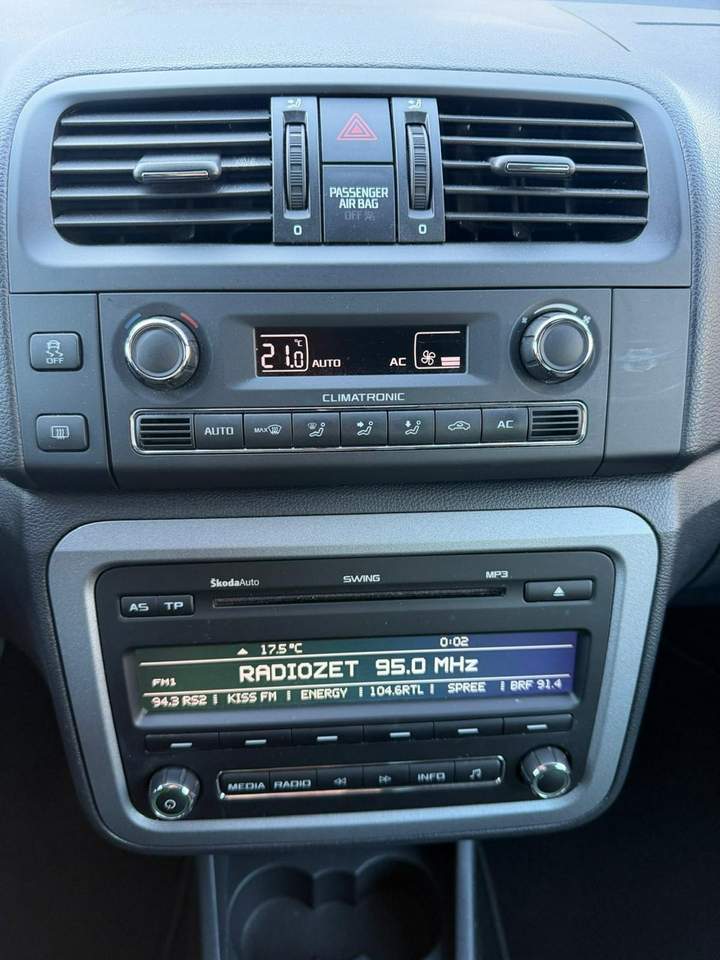 0
PASSENGER
AIR BAG
OFF
0
OFF
21.0 °C AUTO AC
CLIMATRONIC
AUTO MAX AC
ŠkodaAuto SWING MP3
AS TP
17.5°C 0:02
FM1 RADIOZET 95.0 MHz
94.3 RS2 KISS FM ENERGY 104.6RTL SPREE BRF 91.4
MEDIA RADIO INFO